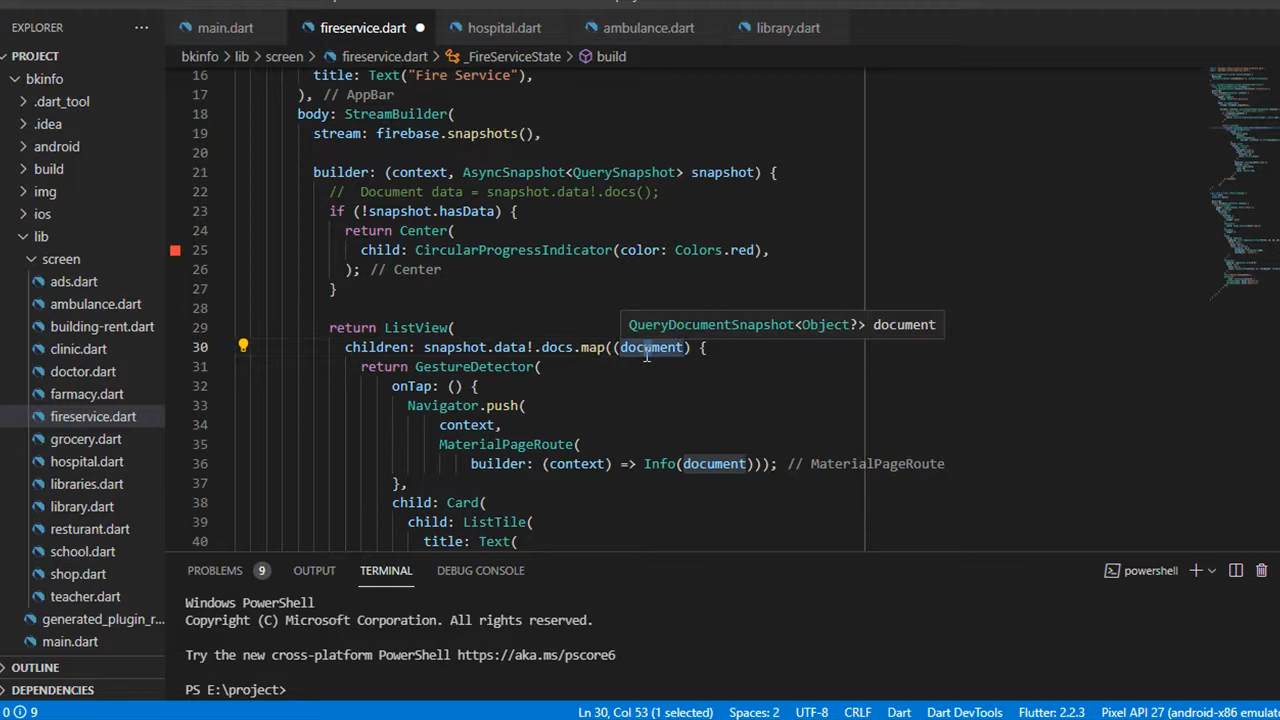 EXPLORER
main.dart
fireservice.dart
hospital.dart
ambulance.dart
library.dart
PROJECT
bkinfo
.dart_tool
.idea
android
build
img
ios
lib
screen
ads.dart
ambulance.dart
building-rent.dart
clinic.dart
doctor.dart
farmacy.dart
fireservice.dart
grocery.dart
hospital.dart
libraries.dart
library.dart
resturant.dart
school.dart
shop.dart
teacher.dart
generated_plugin_r...
main.dart
OUTLINE
DEPENDENCIES
bkinfo > lib > screen > fireservice.dart > _FireServiceState > build
16 title: Text("Fire Service"),
17 ), // AppBar
18 body: StreamBuilder(
19 stream: firebase.snapshots(),
20
21 builder: (context, AsyncSnapshot<QuerySnapshot> snapshot) {
22 //  Document data = snapshot.data!.docs();
23 if (!snapshot.hasData) {
24 return Center(
25 child: CircularProgressIndicator(color: Colors.red),
26 ); // Center
27 }
28
QueryDocumentSnapshot<Object?> document
29 return ListView(
30 children: snapshot.data!.docs.map((document) {
31 return GestureDetector(
32 onTap: () {
33 Navigator.push(
34 context,
35 MaterialPageRoute(
36 builder: (context) => Info(document))); // MaterialPageRoute
37 },
38 child: Card(
39 child: ListTile(
40 title: Text(
PROBLEMS 9 OUTPUT TERMINAL DEBUG CONSOLE powershell
Windows PowerShell
Copyright (C) Microsoft Corporation. All rights reserved.
Try the new cross-platform PowerShell https://aka.ms/pscore6
PS E:\project>
0 9 Ln 30, Col 53 (1 selected) Spaces: 2 UTF-8 CRLF Dart Dart DevTools Flutter: 2.2.3 Pixel API 27 (android-x86 emulat